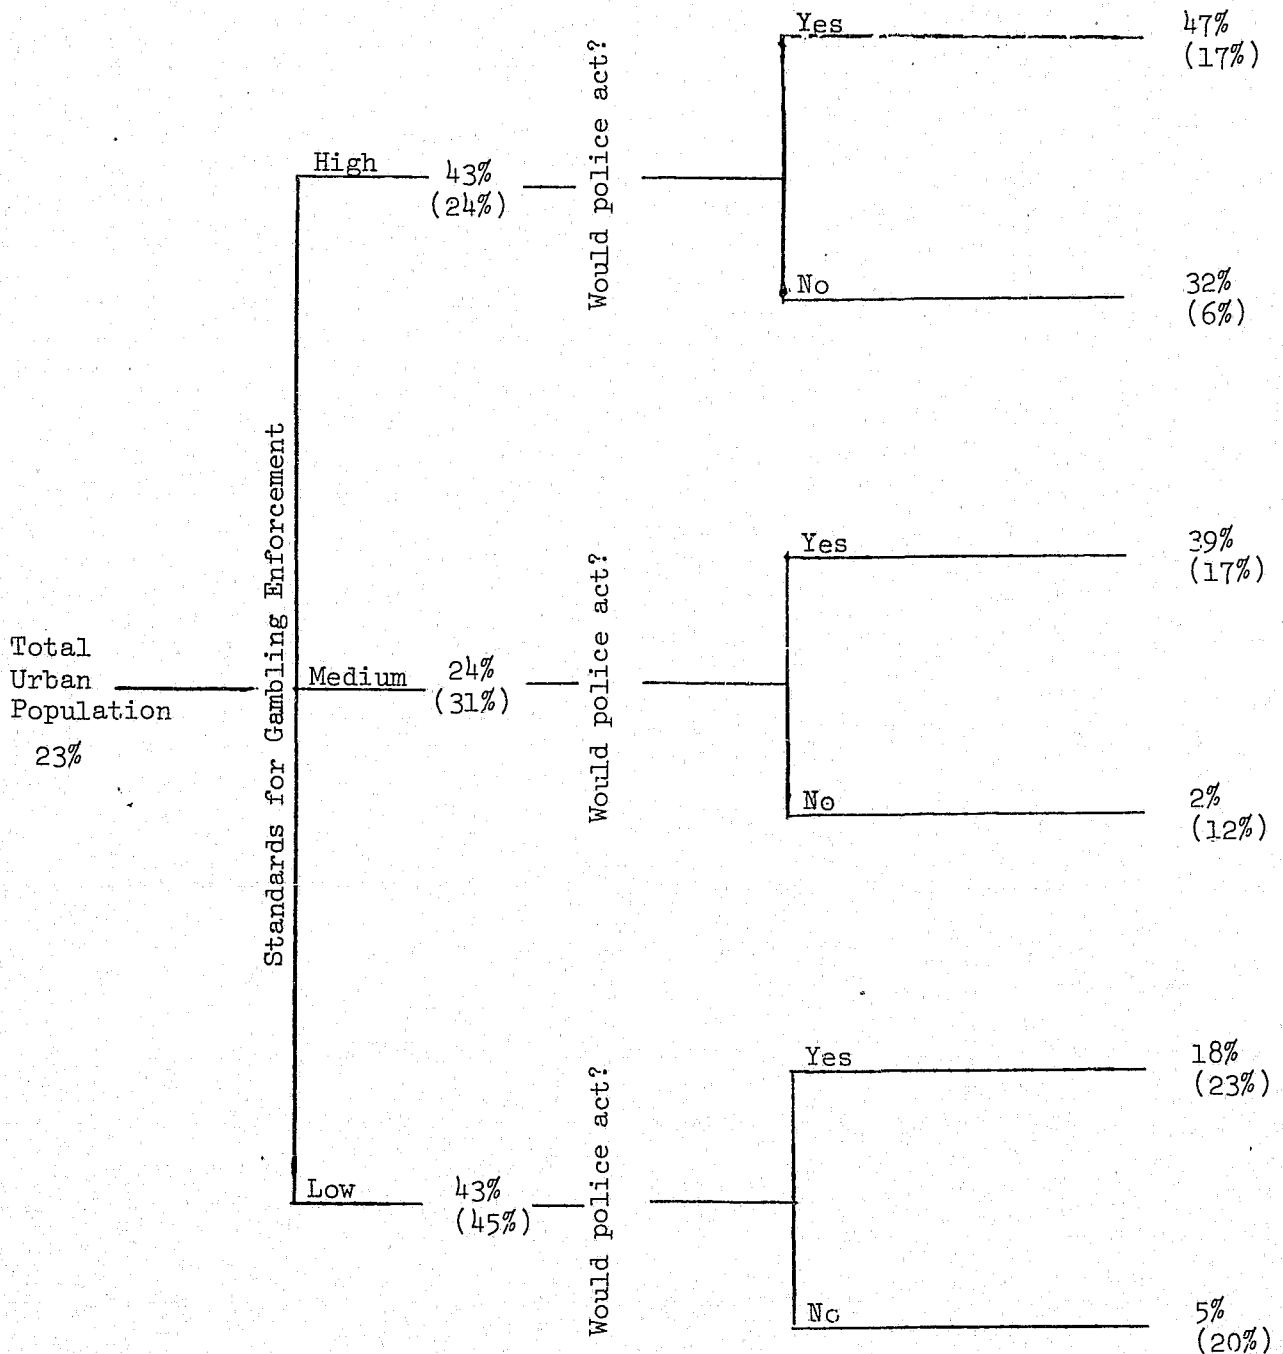 Total
Urban
Population
23%
Standards for Gambling Enforcement
High
43%
(24%)
Would police act?
Yes
47%
(17%)
No
32%
(6%)
Medium
24%
(31%)
Would police act?
Yes
39%
(17%)
No
2%
(12%)
Low
43%
(45%)
Would police act?
Yes
18%
(23%)
No
5%
(20%)